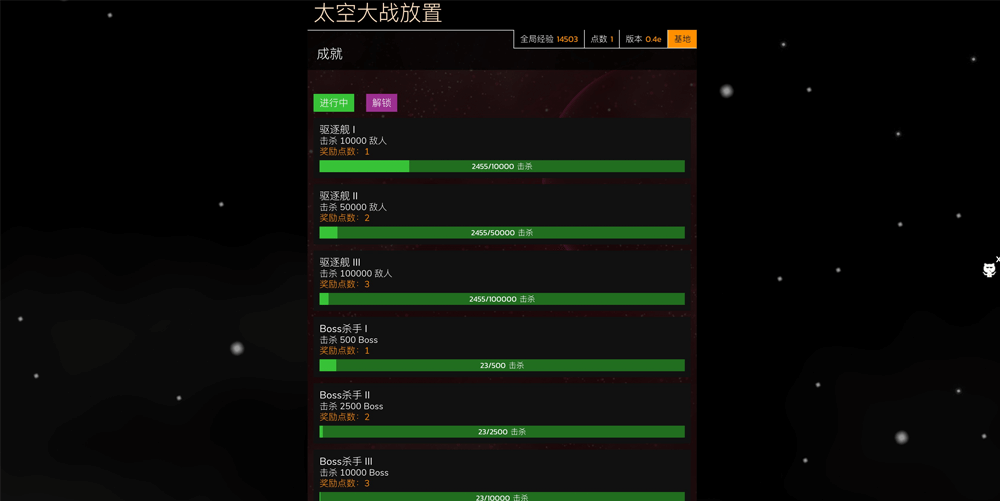 太空大战放置
全局经验 14503 点数 1 版本 0.4e 基地
成就
进行中 解锁
驱逐舰 I
击杀 10000 敌人
奖励点数: 1
2455/10000 击杀
驱逐舰 II
击杀 50000 敌人
奖励点数: 2
2455/50000 击杀
驱逐舰 III
击杀 100000 敌人
奖励点数: 3
2455/100000 击杀
Boss杀手 I
击杀 500 Boss
奖励点数: 1
23/500 击杀
Boss杀手 II
击杀 2500 Boss
奖励点数: 2
23/2500 击杀
Boss杀手 III
击杀 10000 Boss
奖励点数: 3
23/10000 击杀